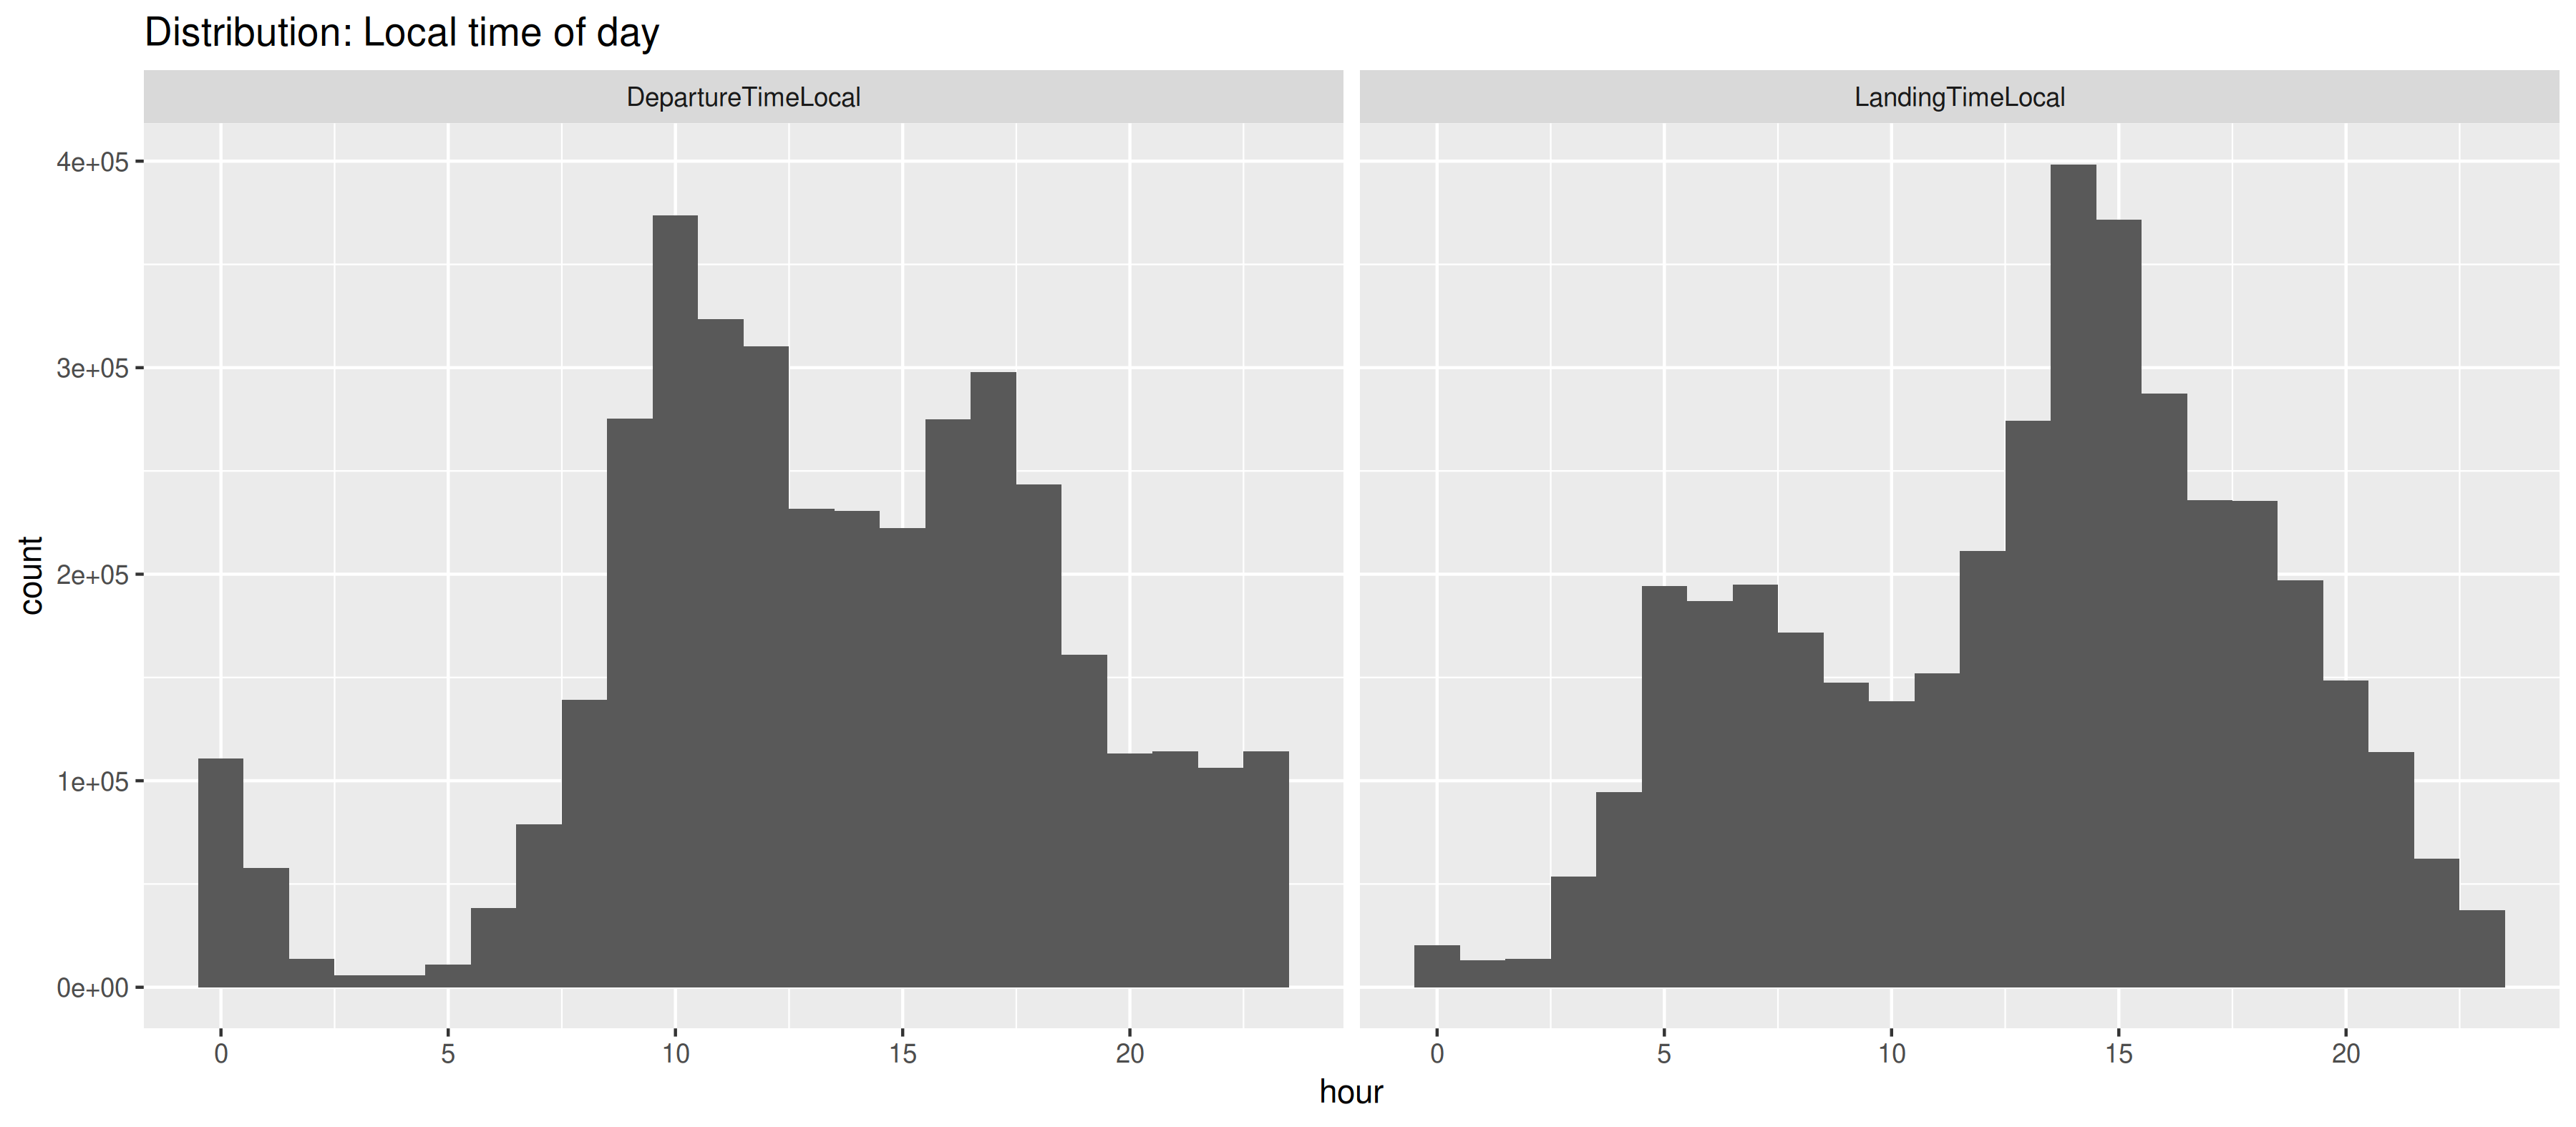 Distribution: Local time of day
DepartureTimeLocal
LandingTimeLocal
4e+05
3e+05
2e+05
1e+05
0e+00
count
0 5 10 15 20
0 5 10 15 20
hour